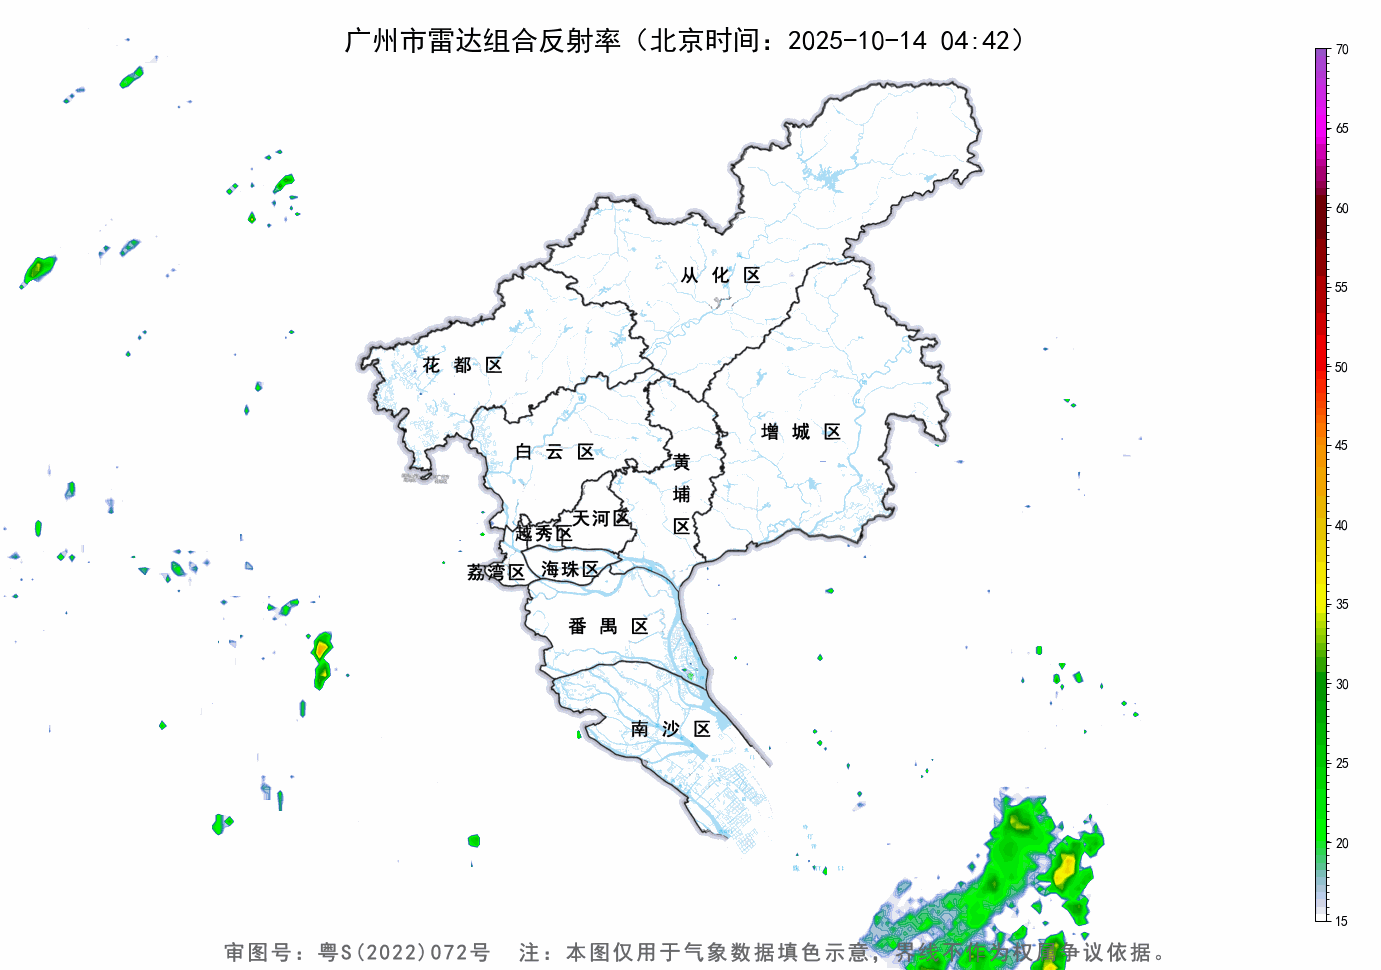 广州市雷达组合反射率（北京时间：2025-10-14 04:42）
70
65
60
55
50
45
40
35
30
25
20
15
从化区
花都区
增城区
白云区
黄埔区
天河区
越秀区
荔湾区
海珠区
番禺区
南沙区
审图号：粤S(2022)072号 注：本图仅用于气象数据填色示意，界线不作为权属争议依据。